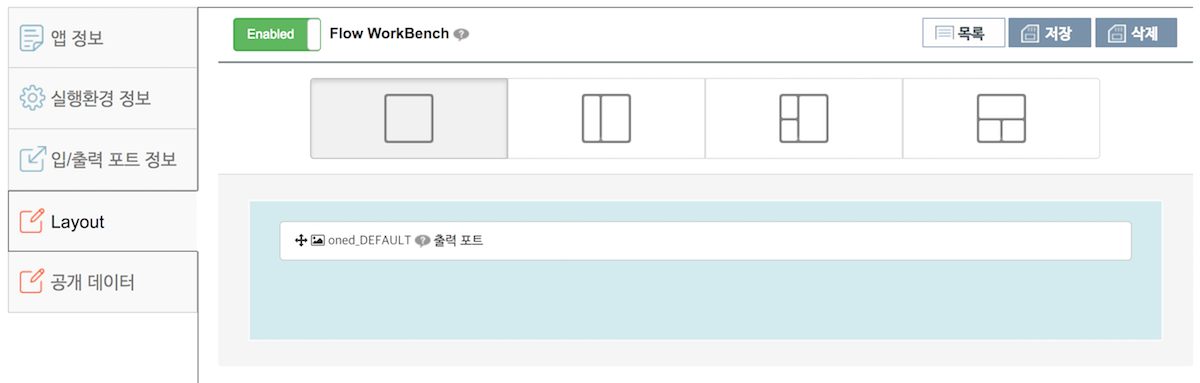 앱 정보
실행환경 정보
입/출력 포트 정보
Layout
공개 데이터
Enabled Flow WorkBench ?
목록 저장 삭제
oned_DEFAULT ? 출력 포트